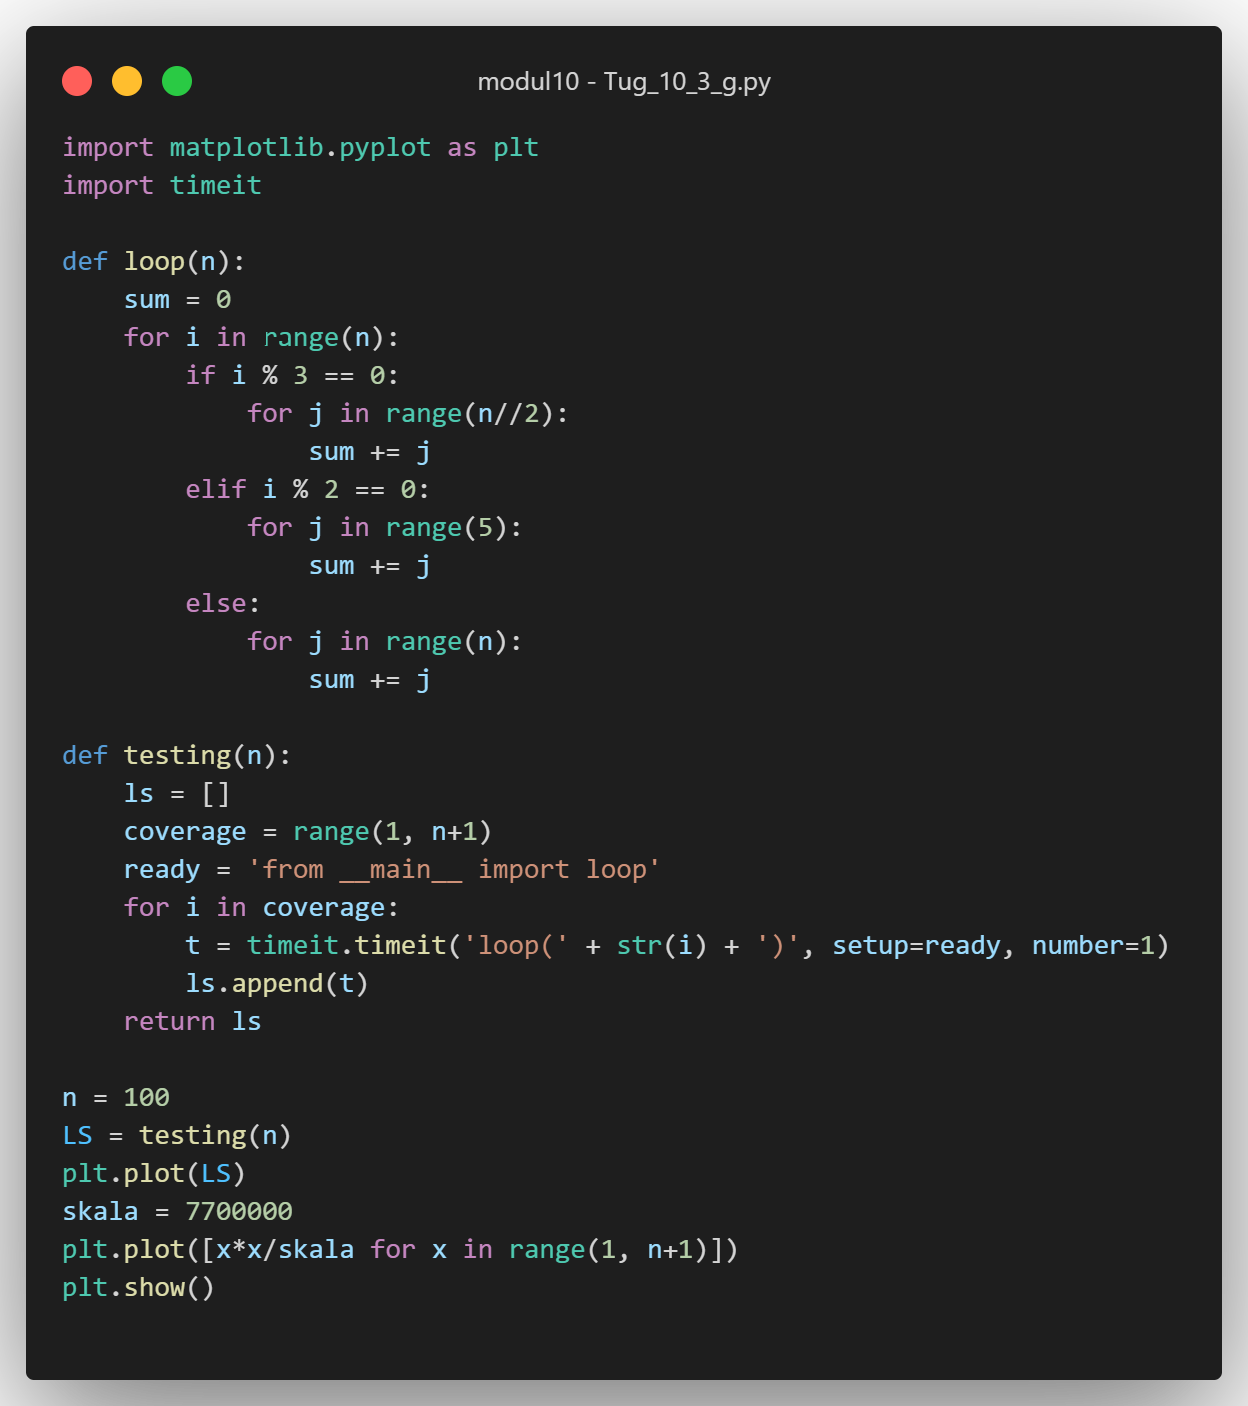 modul10 - Tug_10_3_g.py
import matplotlib.pyplot as plt
import timeit
def loop(n):
    sum = 0
    for i in range(n):
        if i % 3 == 0:
            for j in range(n//2):
                sum += j
        elif i % 2 == 0:
            for j in range(5):
                sum += j
        else:
            for j in range(n):
                sum += j
def testing(n):
    ls = []
    coverage = range(1, n+1)
    ready = 'from __main__ import loop'
    for i in coverage:
        t = timeit.timeit('loop(' + str(i) + ')', setup=ready, number=1)
        ls.append(t)
    return ls
n = 100
LS = testing(n)
plt.plot(LS)
skala = 7700000
plt.plot([x*x/skala for x in range(1, n+1)])
plt.show()